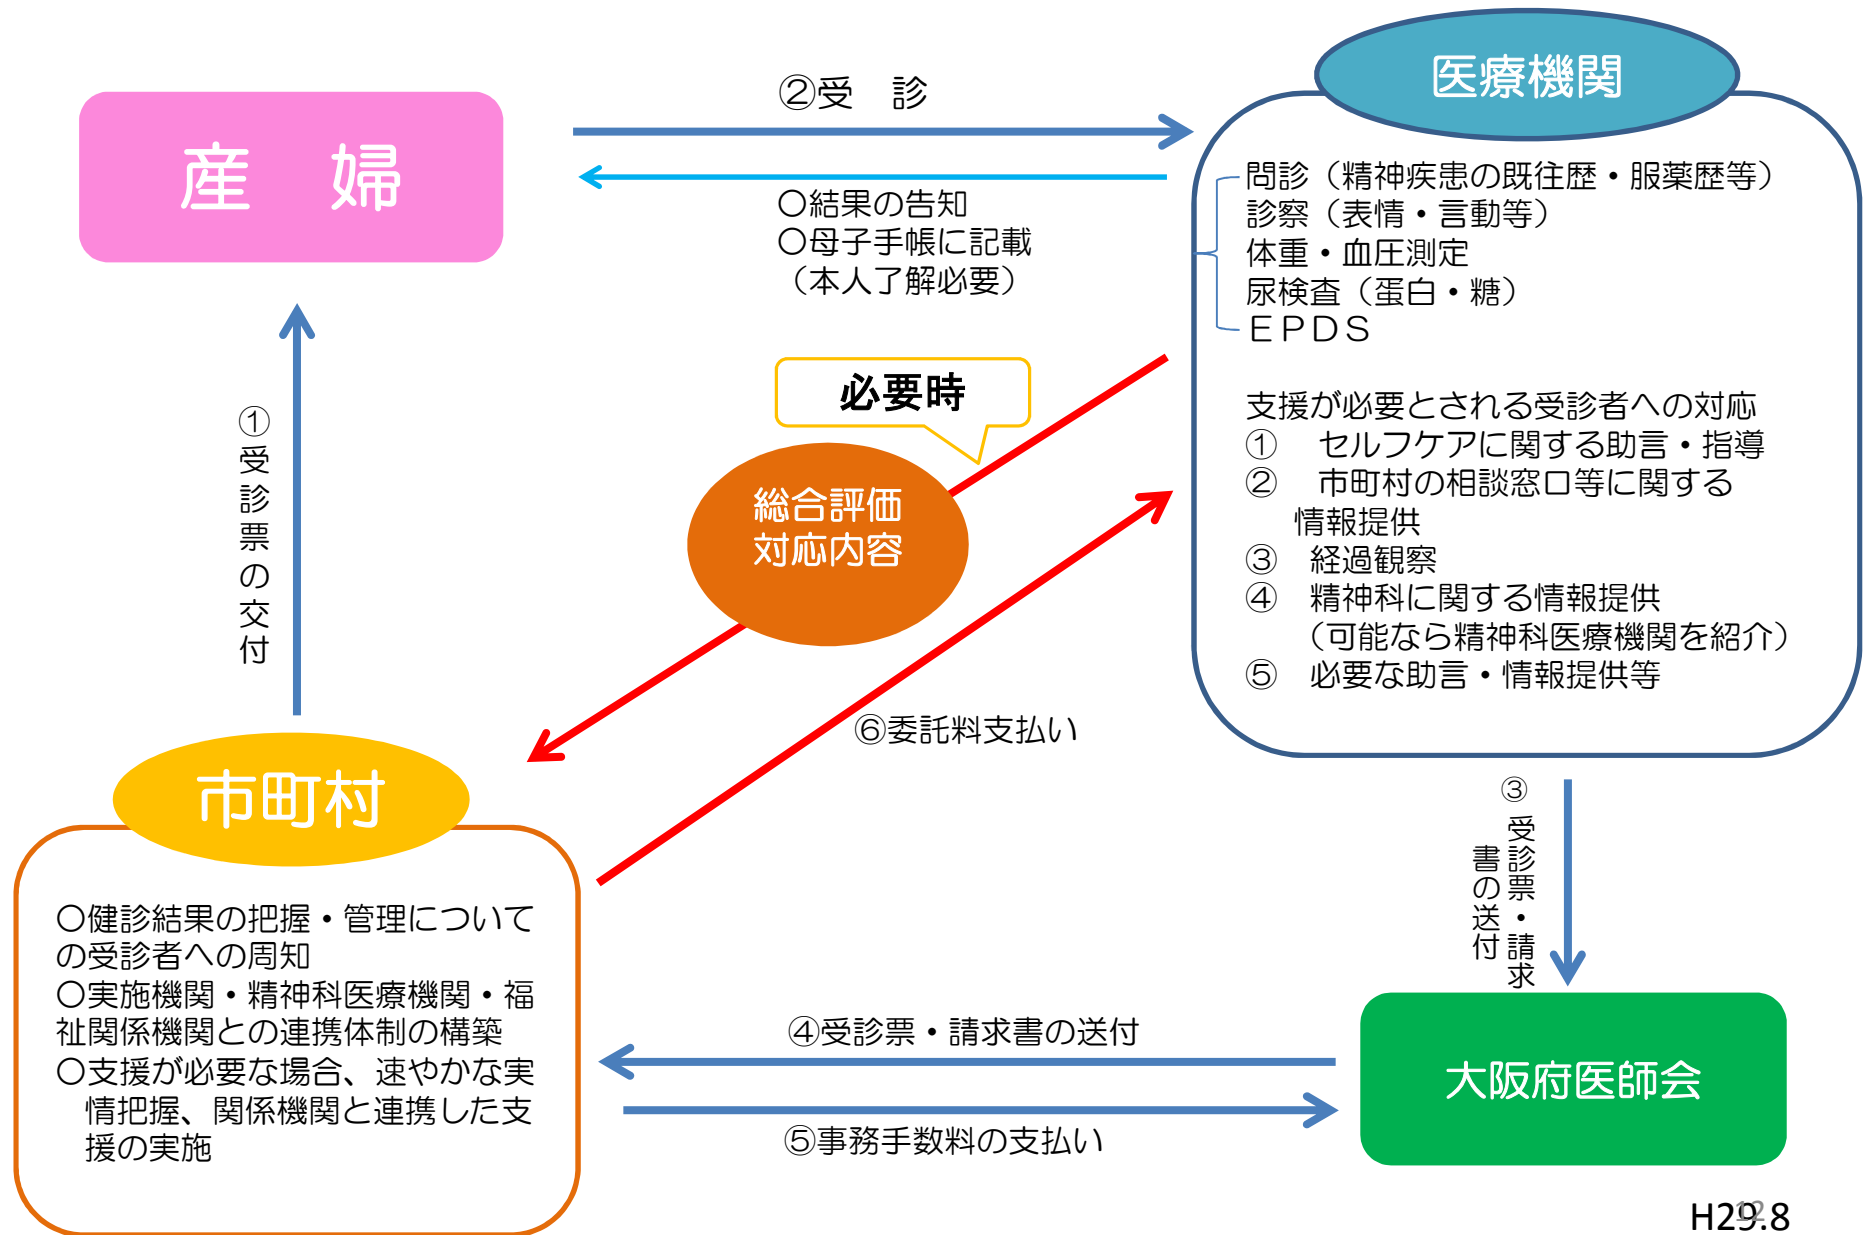 産　婦
②受　診
〇結果の告知
〇母子手帳に記載
（本人了解必要）
医療機関
問診（精神疾患の既往歴・服薬歴等）
診察（表情・言動等）
体重・血圧測定
尿検査（蛋白・糖）
ＥＰＤＳ
支援が必要とされる受診者への対応
①　セルフケアに関する助言・指導
②　市町村の相談窓口等に関する
情報提供
③　経過観察
④　精神科に関する情報提供
（可能なら精神科医療機関を紹介）
⑤　必要な助言・情報提供等
①受診票の交付
必要時
総合評価
対応内容
⑥委託料支払い
市町村
〇健診結果の把握・管理について
の受診者への周知
〇実施機関・精神科医療機関・福
祉関係機関との連携体制の構築
〇支援が必要な場合、速やかな実
情把握、関係機関と連携した支
援の実施
③受診票・請求
書の送付
④受診票・請求書の送付
⑤事務手数料の支払い
大阪府医師会
H29.8
12